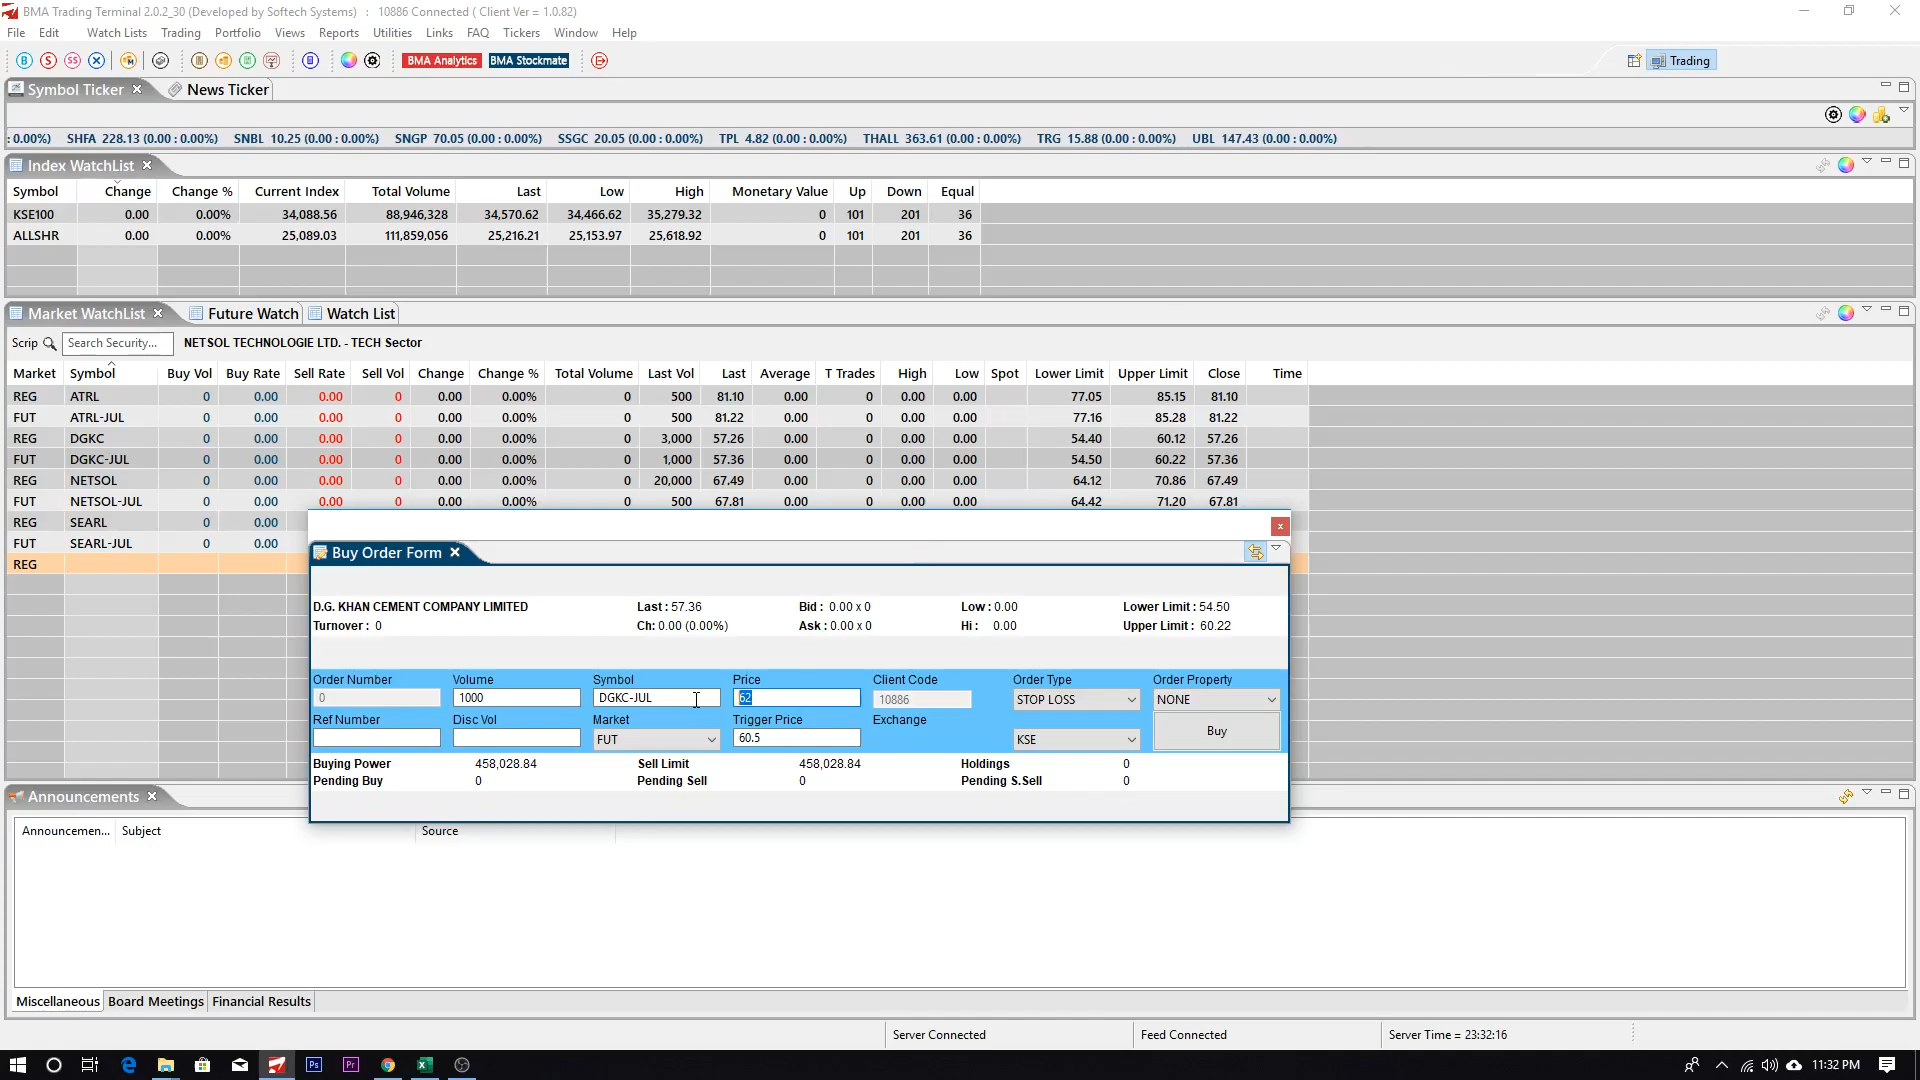 BMA Trading Terminal 2.0.2_30 (Developed by Softech Systems) : 10886 Connected ( Client Ver = 1.0.82)
File Edit Watch Lists Trading Portfolio Views Reports Utilities Links FAQ Tickers Window Help
B S SS BMA Analytics BMA Stockmate Trading
Symbol Ticker News Ticker
: 0.00%) SHFA 228.13 (0.00 : 0.00%) SNBL 10.25 (0.00 : 0.00%) SNGP 70.05 (0.00 : 0.00%) SSGC 20.05 (0.00 : 0.00%) TPL 4.82 (0.00 : 0.00%) THALL 363.61 (0.00 : 0.00%) TRG 15.88 (0.00 : 0.00%) UBL 147.43 (0.00 : 0.00%)
Index WatchList
Symbol Change Change % Current Index Total Volume Last Low High Monetary Value Up Down Equal
KSE100 0.00 0.00% 34,088.56 88,946,328 34,570.62 34,466.62 35,279.32 0 101 201 36
ALLSHR 0.00 0.00% 25,089.03 111,859,056 25,216.21 25,153.97 25,618.92 0 101 201 36
Market WatchList Future Watch Watch List
Scrip Search Security... NETSOL TECHNOLOGIE LTD. - TECH Sector
Market Symbol Buy Vol Buy Rate Sell Rate Sell Vol Change Change % Total Volume Last Vol Last Average T Trades High Low Spot Lower Limit Upper Limit Close Time
REG ATRL 0 0.00 0.00 0 0.00 0.00% 0 500 81.10 0.00 0 0.00 0.00 77.05 85.15 81.10
FUT ATRL-JUL 0 0.00 0.00 0 0.00 0.00% 0 500 81.22 0.00 0 0.00 0.00 77.16 85.28 81.22
REG DGKC 0 0.00 0.00 0 0.00 0.00% 0 3,000 57.26 0.00 0 0.00 0.00 54.40 60.12 57.26
FUT DGKC-JUL 0 0.00 0.00 0 0.00 0.00% 0 1,000 57.36 0.00 0 0.00 0.00 54.50 60.22 57.36
REG NETSOL 0 0.00 0.00 0 0.00 0.00% 0 20,000 67.49 0.00 0 0.00 0.00 64.12 70.86 67.49
FUT NETSOL-JUL 0 0.00 0.00 0 0.00 0.00% 0 500 67.81 0.00 0 0.00 0.00 64.42 71.20 67.81
REG SEARL 0 0.00
FUT SEARL-JUL 0 0.00
REG
Buy Order Form
D.G. KHAN CEMENT COMPANY LIMITED Last : 57.36 Bid : 0.00 x 0 Low : 0.00 Lower Limit : 54.50
Turnover : 0 Ch: 0.00 (0.00%) Ask : 0.00 x 0 Hi : 0.00 Upper Limit : 60.22
Order Number Volume Symbol Price Client Code Order Type Order Property
0 1000 DGKC-JUL 62 10886 STOP LOSS NONE
Ref Number Disc Vol Market Trigger Price Exchange Buy
FUT 60.5 KSE
Buying Power 458,028.84 Sell Limit 458,028.84 Holdings 0
Pending Buy 0 Pending Sell 0 Pending S.Sell 0
Announcements
Announcemen... Subject Source
Miscellaneous Board Meetings Financial Results
Server Connected Feed Connected Server Time = 23:32:16
Ps Pr 11:32 PM